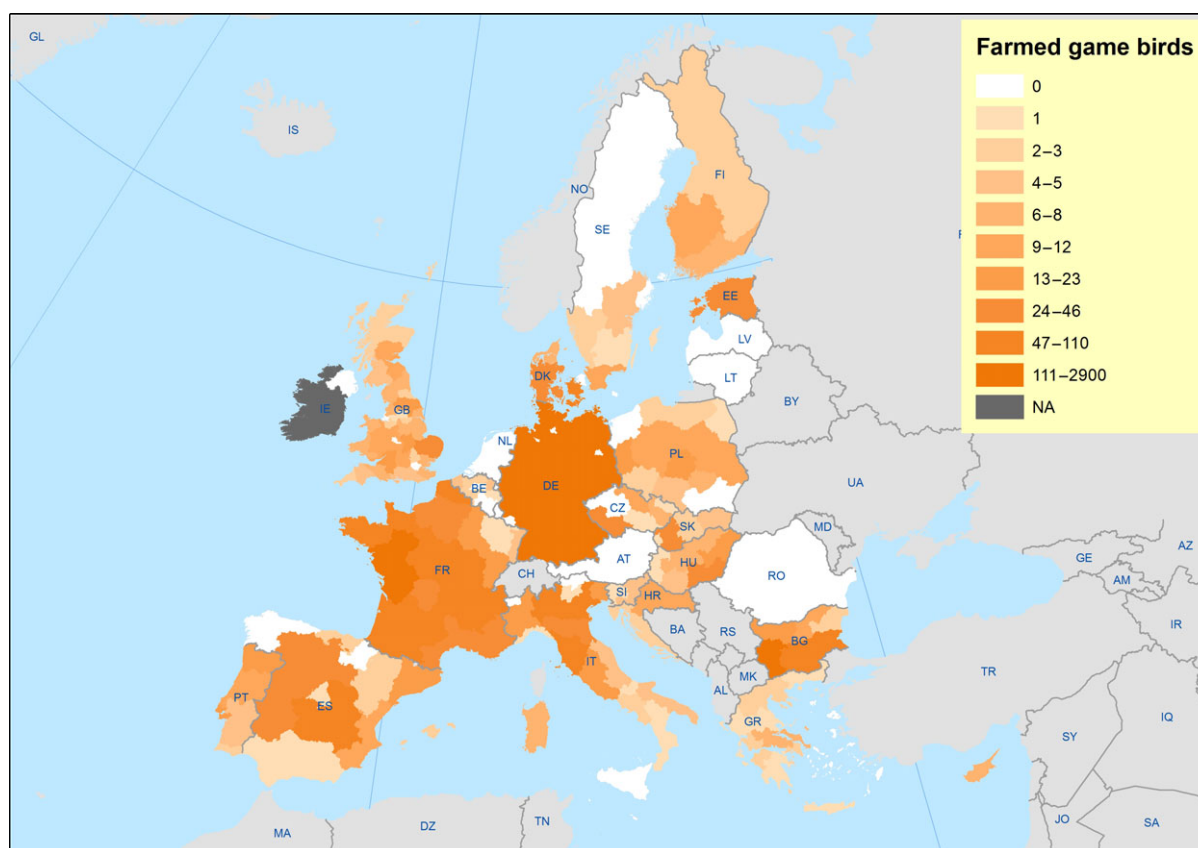 Farmed game birds
0
1
2–3
4–5
6–8
9–12
13–23
24–46
47–110
111–2900
NA
GL
IS
NO
SE
FI
EE
LV
LT
BY
DK
IE
GB
NL
BE
DE
PL
CZ
SK
UA
MD
FR
CH
AT
HU
RO
SI
HR
BA
RS
BG
IT
MK
AL
GR
PT
ES
TR
GE
AZ
AM
IR
SY
IQ
JO
SA
MA
DZ
TN